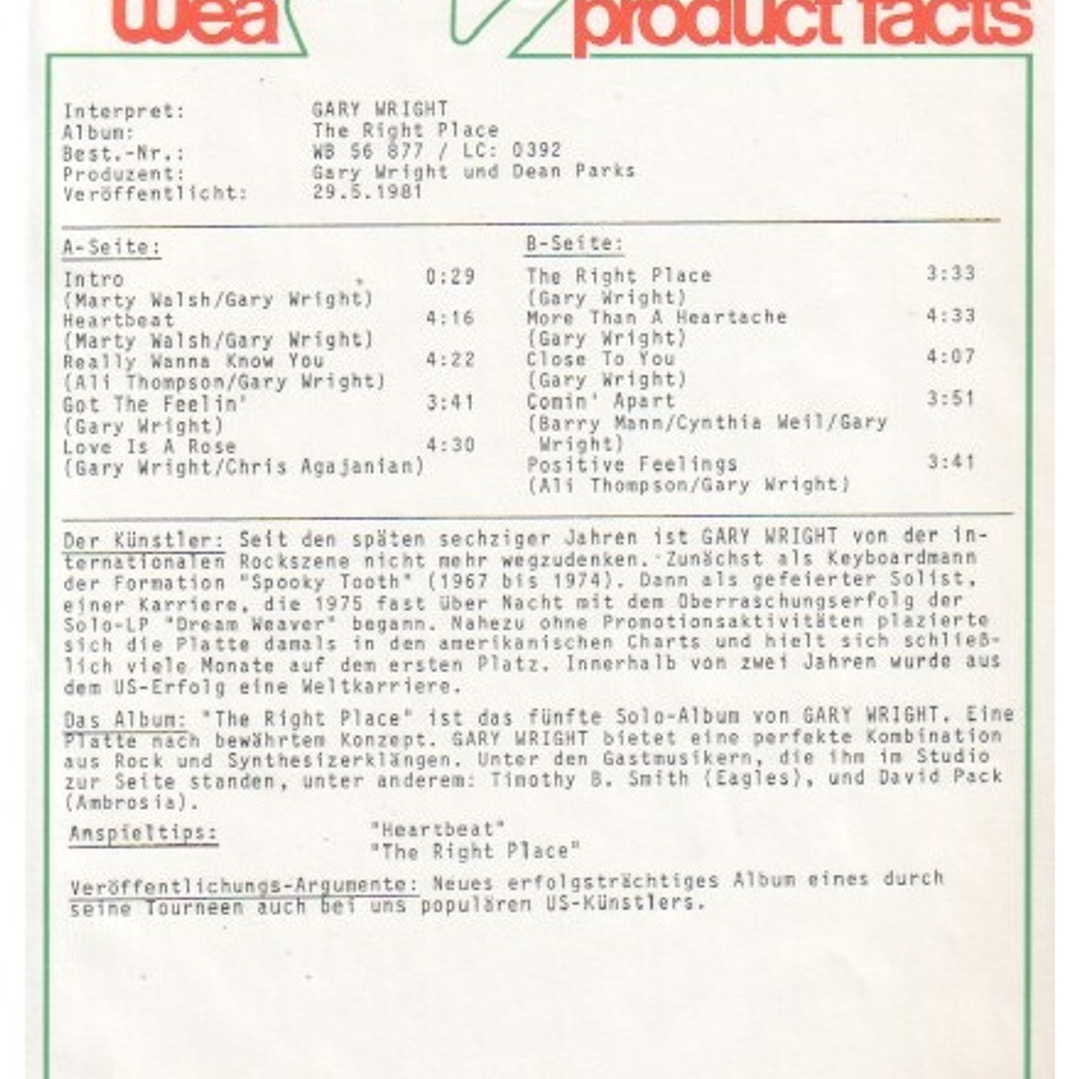 wea product facts
Interpret: GARY WRIGHT
Album: The Right Place
Best.-Nr.: WB 56 877 / LC: 0392
Produzent: Gary Wright und Dean Parks
Veröffentlicht: 29.5.1981
A-Seite:
Intro 0:29
(Marty Walsh/Gary Wright)
Heartbeat 4:16
(Marty Walsh/Gary Wright)
Really Wanna Know You 4:22
(Ali Thompson/Gary Wright)
Got The Feelin' 3:41
(Gary Wright)
Love Is A Rose 4:30
(Gary Wright/Chris Agajanian)
B-Seite:
The Right Place 3:33
(Gary Wright)
More Than A Heartache 4:33
(Gary Wright)
Close To You 4:07
(Gary Wright)
Comin' Apart 3:51
(Barry Mann/Cynthia Weil/Gary
Wright)
Positive Feelings 3:41
(Ali Thompson/Gary Wright)
Der Künstler: Seit den späten sechziger Jahren ist GARY WRIGHT von der in-
ternationalen Rockszene nicht mehr wegzudenken. Zunächst als Keyboardmann
der Formation "Spooky Tooth" (1967 bis 1974). Dann als gefeierter Solist,
einer Karriere, die 1975 fast über Nacht mit dem Überraschungserfolg der
Solo-LP "Dream Weaver" begann. Nahezu ohne Promotionsaktivitäten plazierte
sich die Platte damals in den amerikanischen Charts und hielt sich schließ-
lich viele Monate auf dem ersten Platz. Innerhalb von zwei Jahren wurde aus
dem US-Erfolg eine Weltkarriere.
Das Album: "The Right Place" ist das fünfte Solo-Album von GARY WRIGHT. Eine
Platte nach bewährtem Konzept. GARY WRIGHT bietet eine perfekte Kombination
aus Rock und Synthesizerklängen. Unter den Gastmusikern, die ihm im Studio
zur Seite standen, unter anderem: Timothy B. Smith (Eagles), und David Pack
(Ambrosia).
Anspieltips: "Heartbeat"
"The Right Place"
Veröffentlichungs-Argumente: Neues erfolgsträchtiges Album eines durch
seine Tourneen auch bei uns populären US-Künstlers.